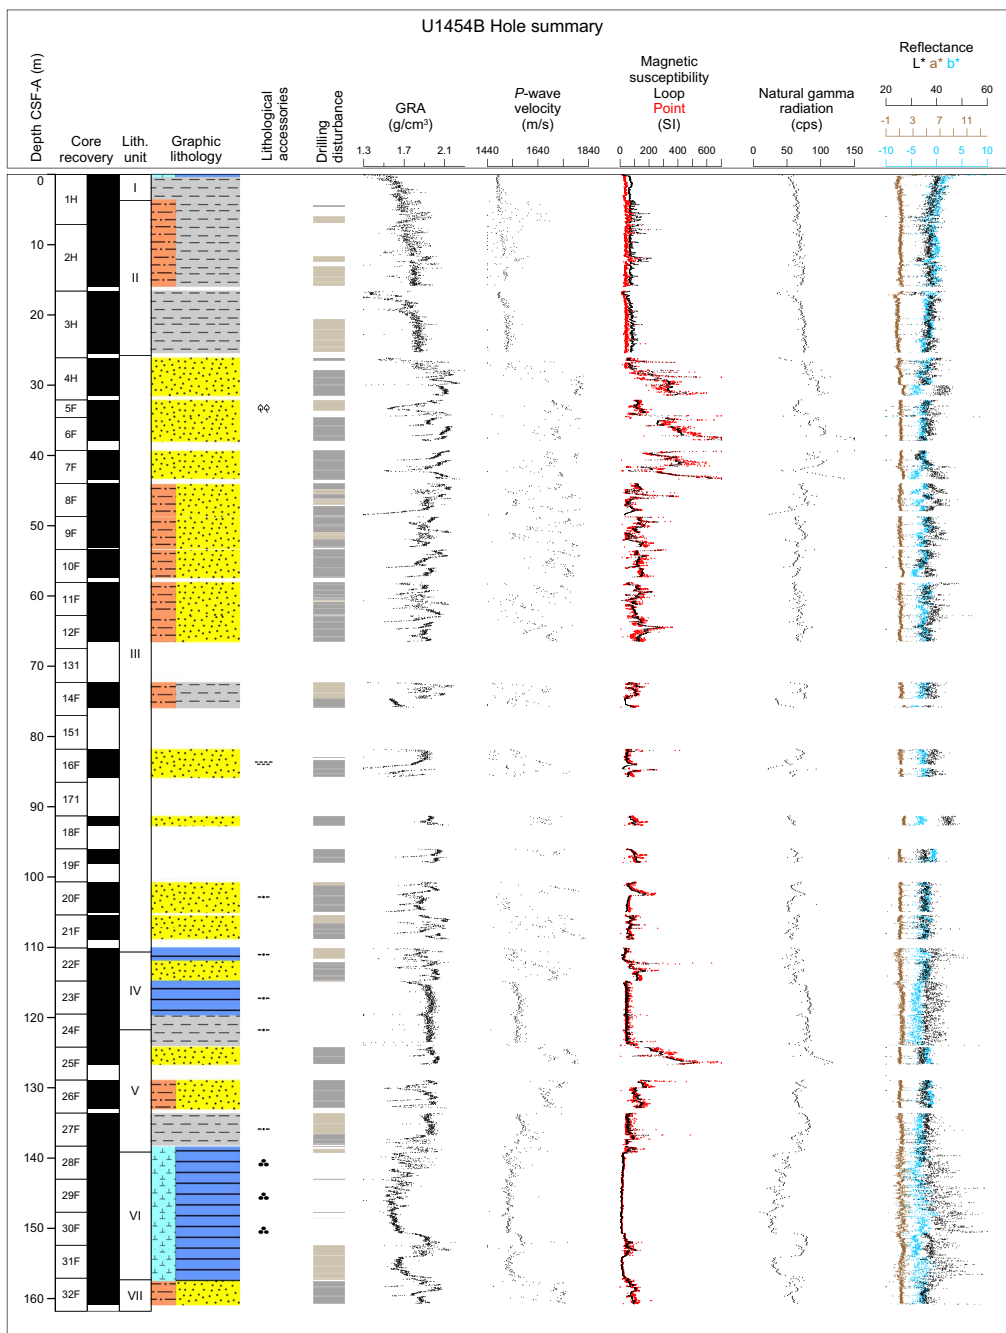 U1454B Hole summary
Depth CSF-A (m)
Core
recovery
Lith.
unit
Graphic
lithology
Lithological
accessories
Drilling
disturbance
GRA
(g/cm³)
1.3 1.7 2.1
P-wave
velocity
(m/s)
1440 1640 1840
Magnetic
susceptibility
Loop
Point
(SI)
0 200 400 600
Natural gamma
radiation
(cps)
0 50 100 150
Reflectance
L* a* b*
20 40 60
-1 3 7 11
-10 -5 0 5 10
0
10
20
30
40
50
60
70
80
90
100
110
120
130
140
150
160
1H
2H
3H
4H
5F
6F
7F
8F
9F
10F
11F
12F
131
14F
151
16F
171
18F
19F
20F
21F
22F
23F
24F
25F
26F
27F
28F
29F
30F
31F
32F
I
II
III
IV
V
VI
VII